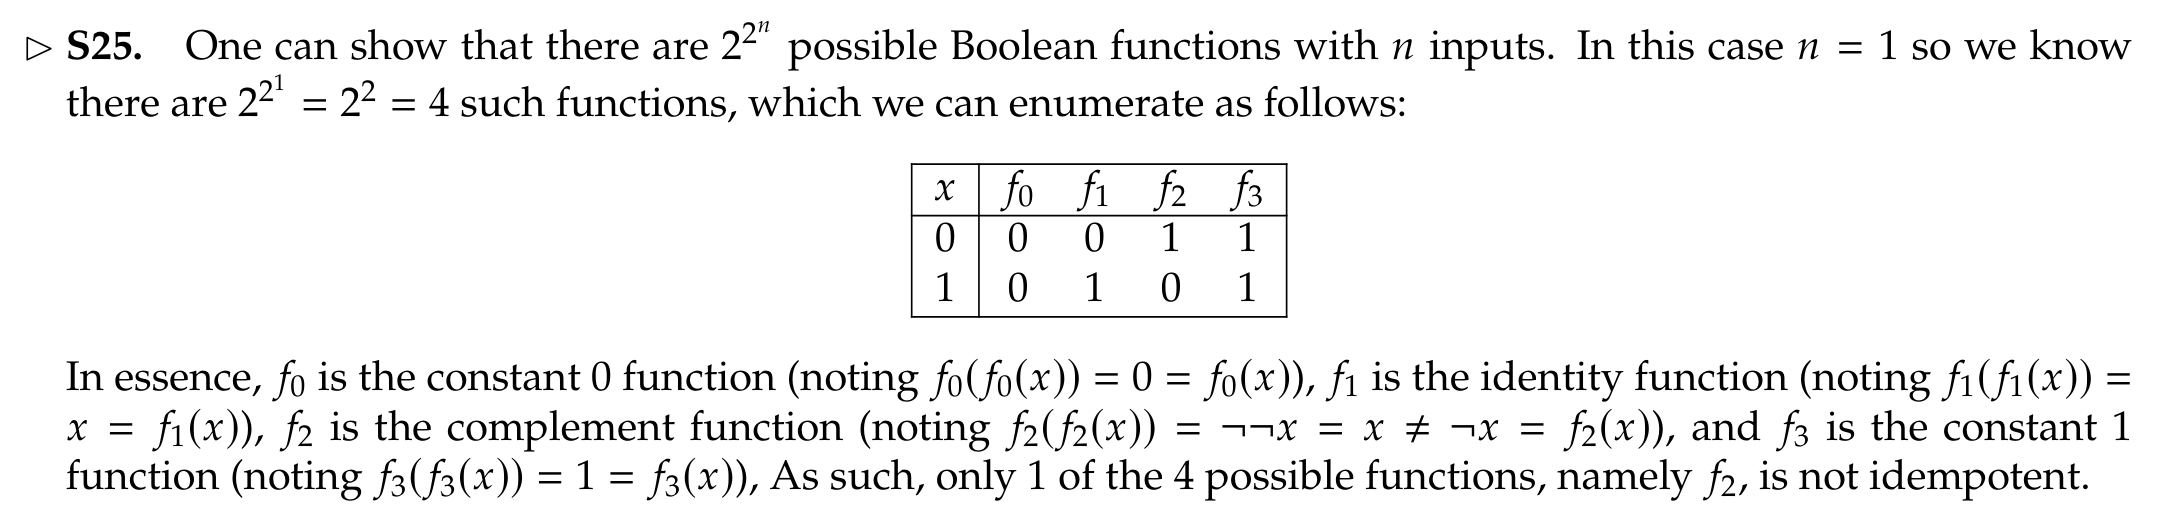 ▷ S25. One can show that there are 2^{2^n} possible Boolean functions with n inputs. In this case n = 1 so we know
there are 2^{2^1} = 2^2 = 4 such functions, which we can enumerate as follows:
x f_0 f_1 f_2 f_3
0 0 0 1 1
1 0 1 0 1
In essence, f_0 is the constant 0 function (noting f_0(f_0(x)) = 0 = f_0(x)), f_1 is the identity function (noting f_1(f_1(x)) =
x = f_1(x)), f_2 is the complement function (noting f_2(f_2(x)) = ¬¬x = x ≠ ¬x = f_2(x)), and f_3 is the constant 1
function (noting f_3(f_3(x)) = 1 = f_3(x)), As such, only 1 of the 4 possible functions, namely f_2, is not idempotent.